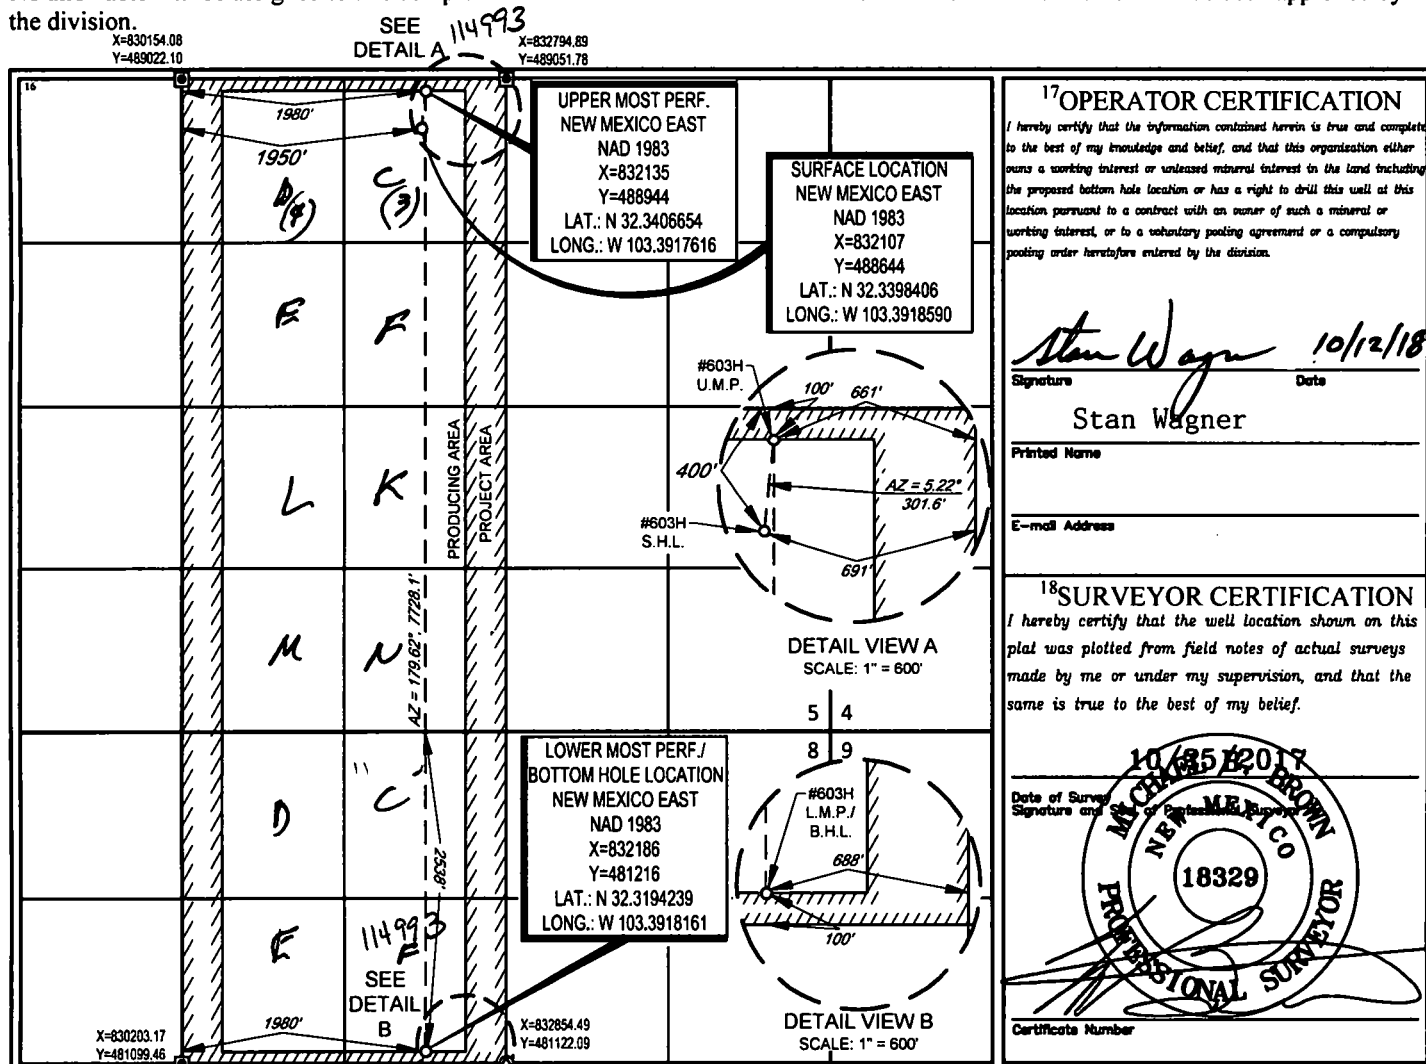 the division.
SEE
DETAIL A
114993
X=830154.08
Y=489022.10
X=832794.89
Y=489051.78
16
1980'
1950'
UPPER MOST PERF.
NEW MEXICO EAST
NAD 1983
X=832135
Y=488944
LAT.: N 32.3406654
LONG.: W 103.3917616
SURFACE LOCATION
NEW MEXICO EAST
NAD 1983
X=832107
Y=488644
LAT.: N 32.3398406
LONG.: W 103.3918590
D C
(4) (3)
E F
L K
M N
D C
E F
114993
PRODUCING AREA
PROJECT AREA
AZ = 179.62° 7728.1'
2538'
#603H
U.M.P.
100'
661'
400'
AZ = 5.22°
301.6'
#603H
S.H.L.
691'
DETAIL VIEW A
SCALE: 1" = 600'
5 4
8 9
LOWER MOST PERF./
BOTTOM HOLE LOCATION
NEW MEXICO EAST
NAD 1983
X=832186
Y=481216
LAT.: N 32.3194239
LONG.: W 103.3918161
#603H
L.M.P./
B.H.L.
688'
100'
DETAIL VIEW B
SCALE: 1" = 600'
SEE
DETAIL
B
1980'
X=830203.17
Y=481099.46
X=832854.49
Y=481122.09
17OPERATOR CERTIFICATION
I hereby certify that the information contained herein is true and complete
to the best of my knowledge and belief, and that this organization either
owns a working interest or unleased mineral interest in the land including
the proposed bottom hole location or has a right to drill this well at this
location pursuant to a contract with an owner of such a mineral or
working interest, or to a voluntary pooling agreement or a compulsory
pooling order heretofore entered by the division.
Stan Wagner 10/12/18
Signature Date
Stan Wagner
Printed Name
E-mail Address
18SURVEYOR CERTIFICATION
I hereby certify that the well location shown on this
plat was plotted from field notes of actual surveys
made by me or under my supervision, and that the
same is true to the best of my belief.
Date of Survey
Signature and Seal of Professional Surveyor
MICHAEL B. BROWN
NEW MEXICO
18329
PROFESSIONAL SURVEYOR
Certificate Number